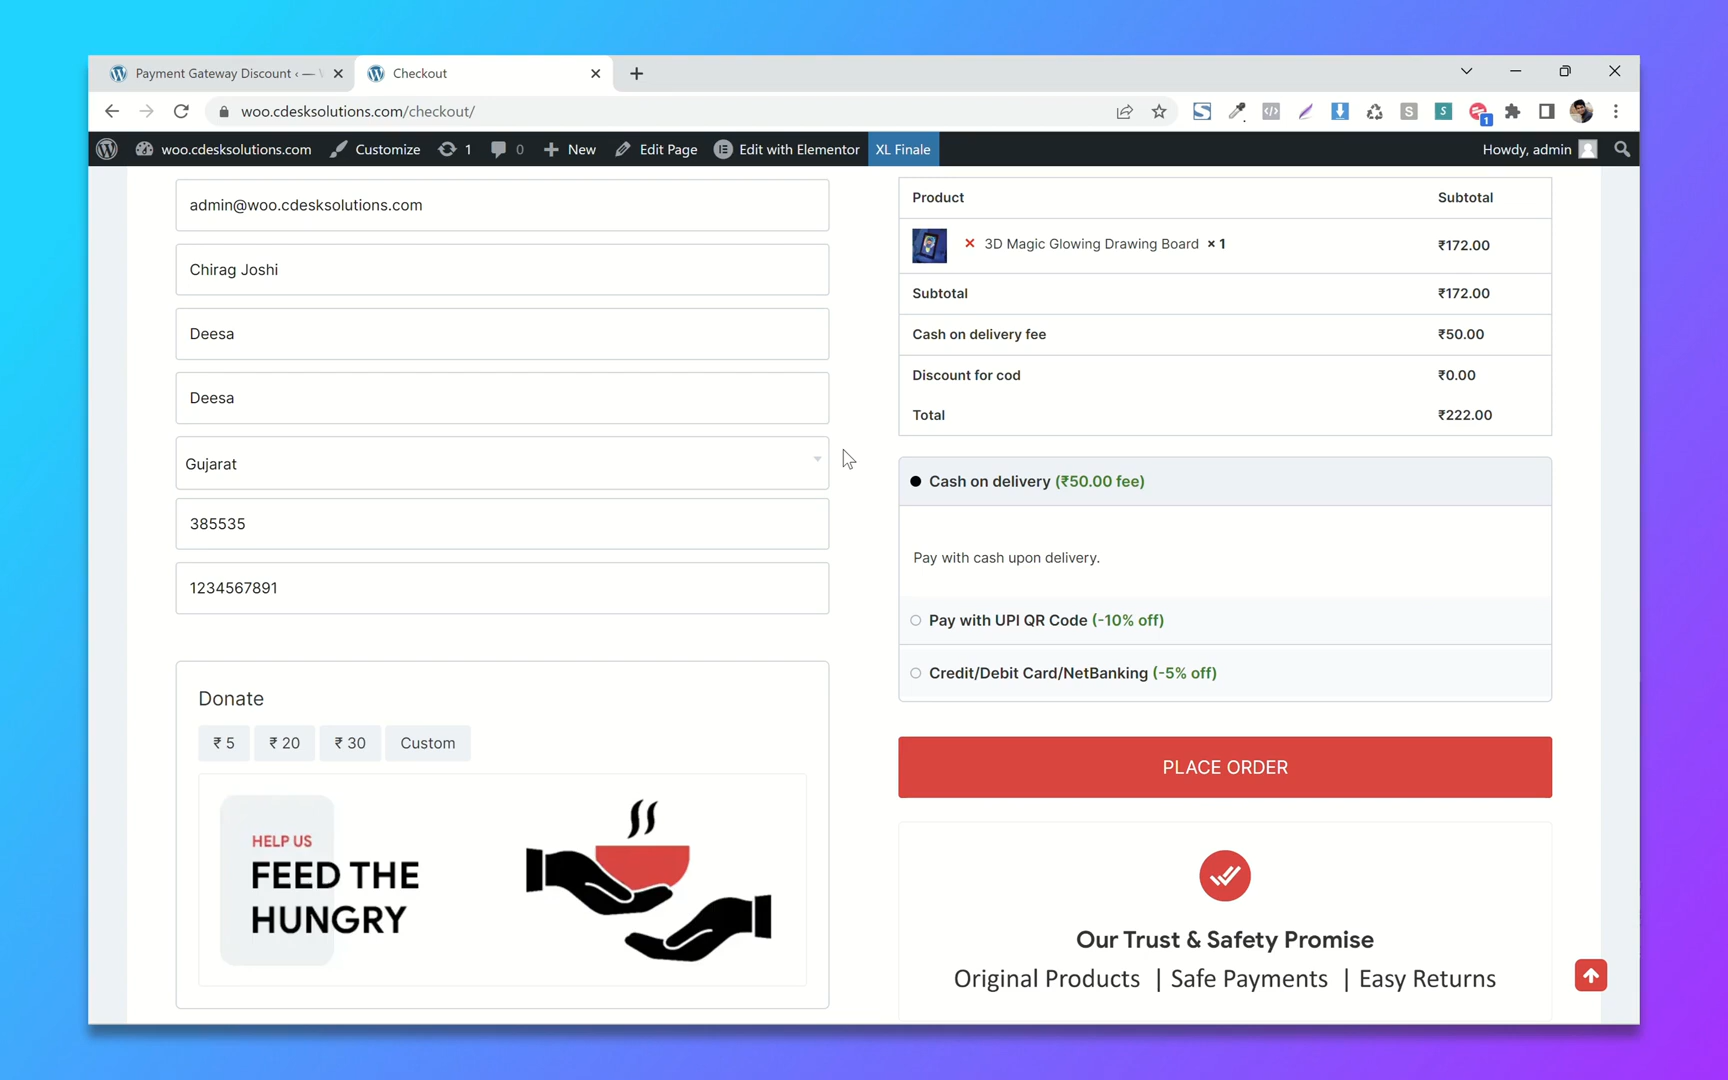 Payment Gateway Discount ‹ —
Checkout
woo.cdesksolutions.com/checkout/
1
woo.cdesksolutions.com
Customize
1
0
New
Edit Page
Edit with Elementor
XL Finale
Howdy, admin
admin@woo.cdesksolutions.com
Chirag Joshi
Deesa
Deesa
Gujarat
385535
1234567891
Donate
₹ 5
₹ 20
₹ 30
Custom
HELP US
FEED THE
HUNGRY
Product Subtotal
3D Magic Glowing Drawing Board × 1 ₹172.00
Subtotal ₹172.00
Cash on delivery fee ₹50.00
Discount for cod ₹0.00
Total ₹222.00
Cash on delivery (₹50.00 fee)
Pay with cash upon delivery.
Pay with UPI QR Code (-10% off)
Credit/Debit Card/NetBanking (-5% off)
PLACE ORDER
Our Trust & Safety Promise
Original Products | Safe Payments | Easy Returns